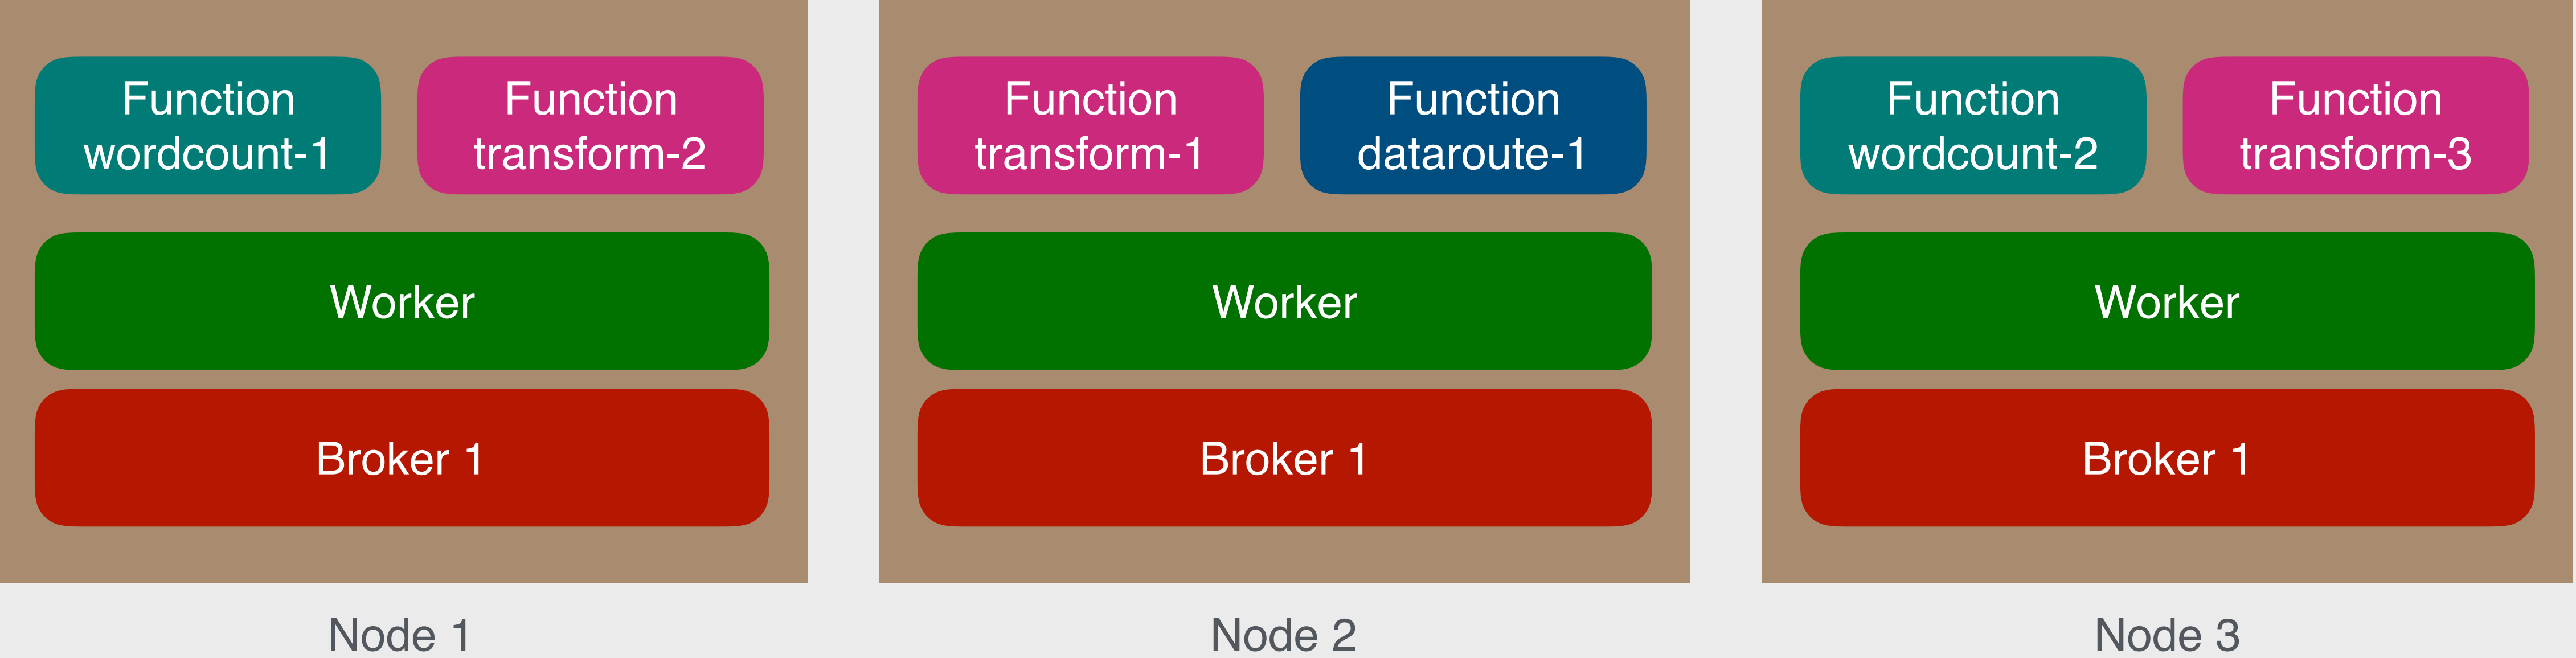 Function
wordcount-1
Function
transform-2
Worker
Broker 1
Node 1
Function
transform-1
Function
dataroute-1
Worker
Broker 1
Node 2
Function
wordcount-2
Function
transform-3
Worker
Broker 1
Node 3